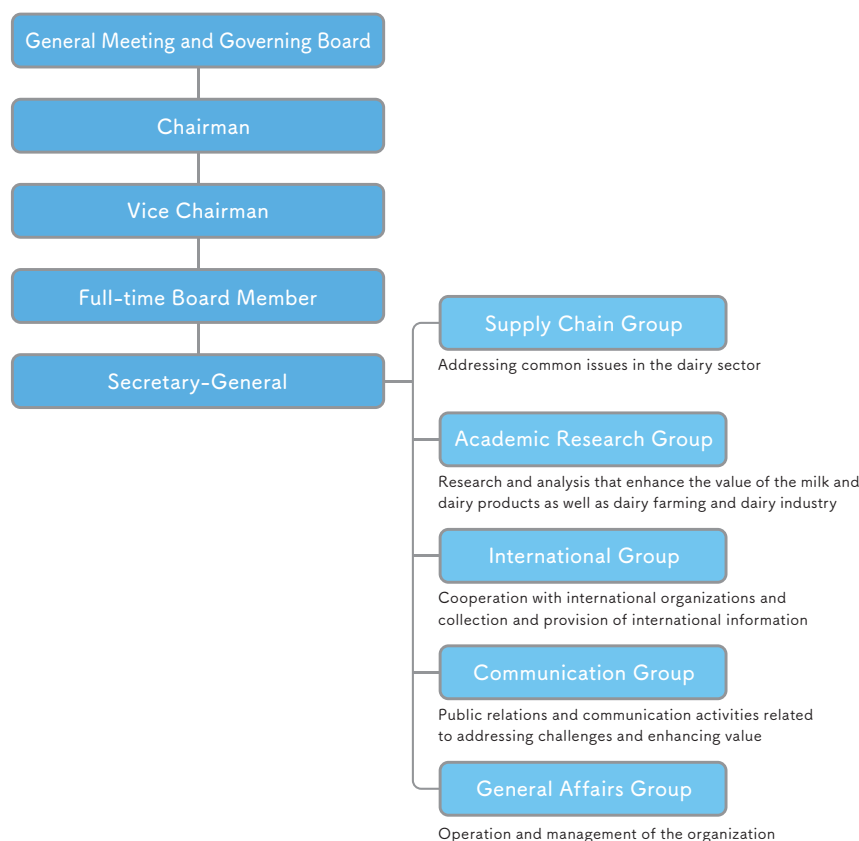 General Meeting and Governing Board
Chairman
Vice Chairman
Full-time Board Member
Secretary-General
Supply Chain Group
Addressing common issues in the dairy sector
Academic Research Group
Research and analysis that enhance the value of the milk and
dairy products as well as dairy farming and dairy industry
International Group
Cooperation with international organizations and
collection and provision of international information
Communication Group
Public relations and communication activities related
to addressing challenges and enhancing value
General Affairs Group
Operation and management of the organization